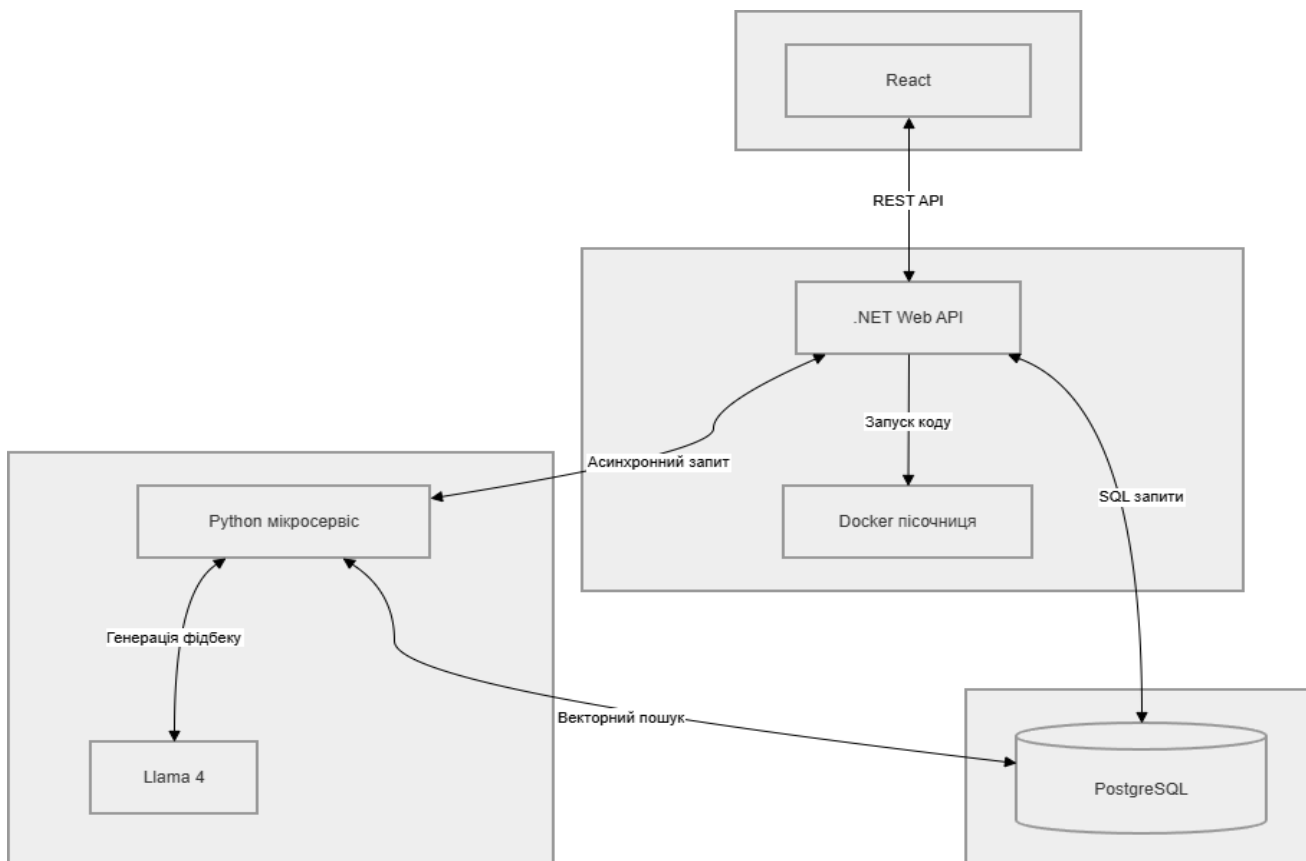 React
REST API
.NET Web API
Запуск коду
Асинхронний запит
SQL запити
Python мікросервіс
Docker пісочниця
Генерація фідбеку
Векторний пошук
Llama 4
PostgreSQL